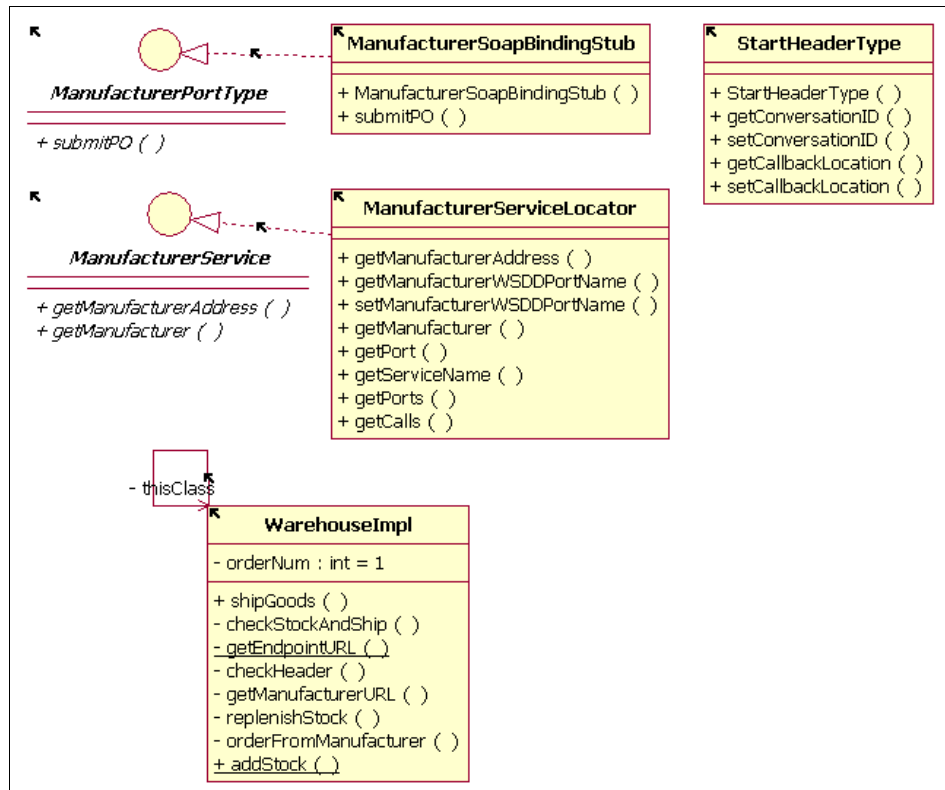 ManufacturerPortType
+ submitPO ( )
ManufacturerSoapBindingStub
+ ManufacturerSoapBindingStub ( )
+ submitPO ( )
StartHeaderType
+ StartHeaderType ( )
+ getConversationID ( )
+ setConversationID ( )
+ getCallbackLocation ( )
+ setCallbackLocation ( )
ManufacturerService
+ getManufacturerAddress ( )
+ getManufacturer ( )
ManufacturerServiceLocator
+ getManufacturerAddress ( )
+ getManufacturerWSDDPortName ( )
+ setManufacturerWSDDPortName ( )
+ getManufacturer ( )
+ getPort ( )
+ getServiceName ( )
+ getPorts ( )
+ getCalls ( )
- thisClass
WarehouseImpl
- orderNum : int = 1
+ shipGoods ( )
- checkStockAndShip ( )
- getEndpointURL ( )
- checkHeader ( )
- getManufacturerURL ( )
- replenishStock ( )
- orderFromManufacturer ( )
+ addStock ( )